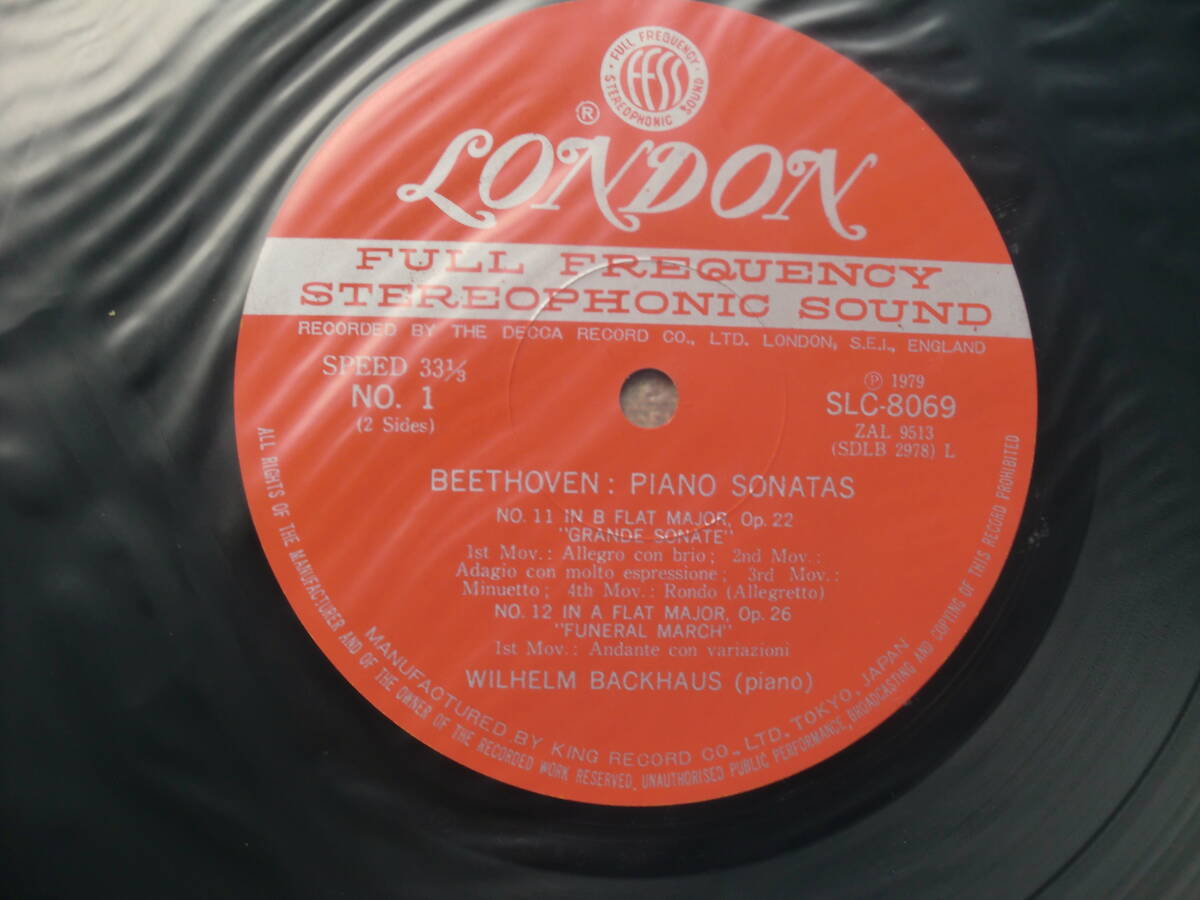 FULL FREQUENCY
STEREOPHONIC SOUND
FFSS
®
LONDON
FULL FREQUENCY
STEREOPHONIC SOUND
RECORDED BY THE DECCA RECORD CO., LTD. LONDON, S.E.I., ENGLAND
SPEED 33⅓
NO. 1
(2 Sides)
Ⓟ 1979
SLC-8069
ZAL 9513
(SDLB 2978) L
BEETHOVEN : PIANO SONATAS
NO. 11 IN B FLAT MAJOR, Op. 22
"GRANDE SONATE"
1st Mov. : Allegro con brio ; 2nd Mov. :
Adagio con molto espressione ; 3rd Mov. :
Minuetto ; 4th Mov. : Rondo (Allegretto)
NO. 12 IN A FLAT MAJOR, Op. 26
"FUNERAL MARCH"
1st Mov. : Andante con variazioni
WILHELM BACKHAUS (piano)
MANUFACTURED BY KING RECORD CO., LTD. TOKYO, JAPAN
ALL RIGHTS OF THE MANUFACTURER AND OF THE OWNER OF THE RECORDED WORK RESERVED, UNAUTHORISED PUBLIC PERFORMANCE, BROADCASTING AND COPYING OF THIS RECORD PROHIBITED